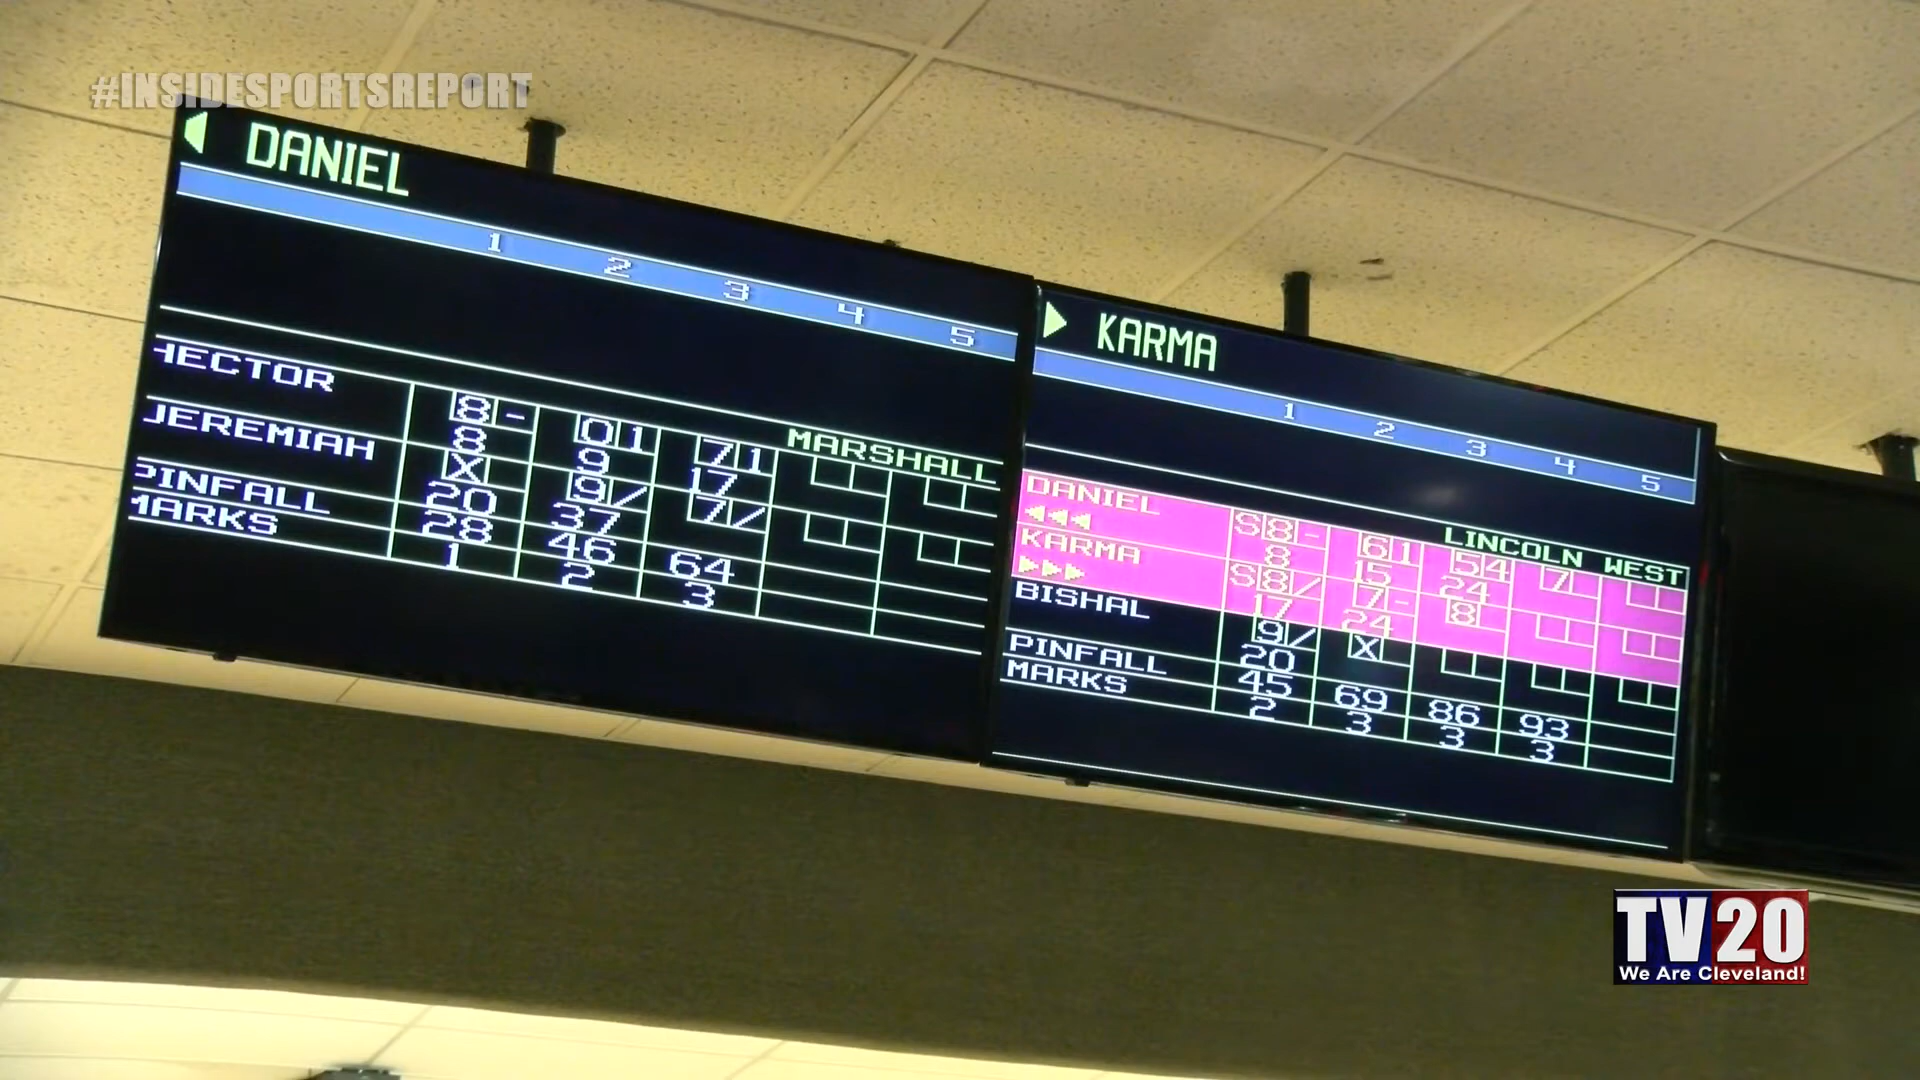 #INSIDESPORTSREPORT
DANIEL
1 2 3 4 5
MARSHALL
HECTOR 8 - 0 1 7 1
8 9 17
JEREMIAH X 9 / 7 /
20 37
PINFALL 28 46 64
MARKS 1 2 3
KARMA
1 2 3 4 5
LINCOLN WEST
DANIEL S8 - 6 1 5 4 7
8 15 24
KARMA S8 / 7 - 8
17 24
BISHAL 9 / X
20
PINFALL 45 69 86 93
MARKS 2 3 3 3
TV20
We Are Cleveland!